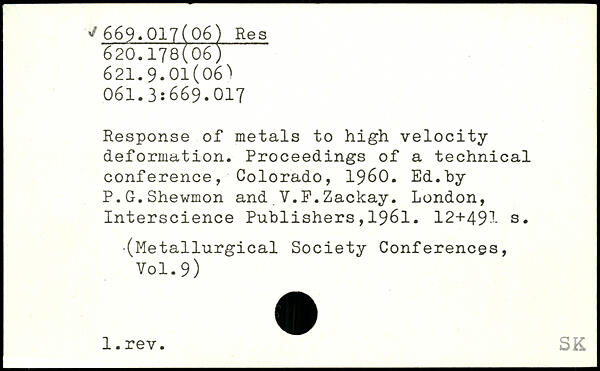 ✓ 669.017(06) Res
620.178(06)
621.9.01(06)
061.3:669.017
Response of metals to high velocity
deformation. Proceedings of a technical
conference, Colorado, 1960. Ed.by
P.G.Shewmon and V.F.Zackay. London,
Interscience Publishers,1961. 12+491 s.
(Metallurgical Society Conferences,
Vol.9)
1.rev.
SK